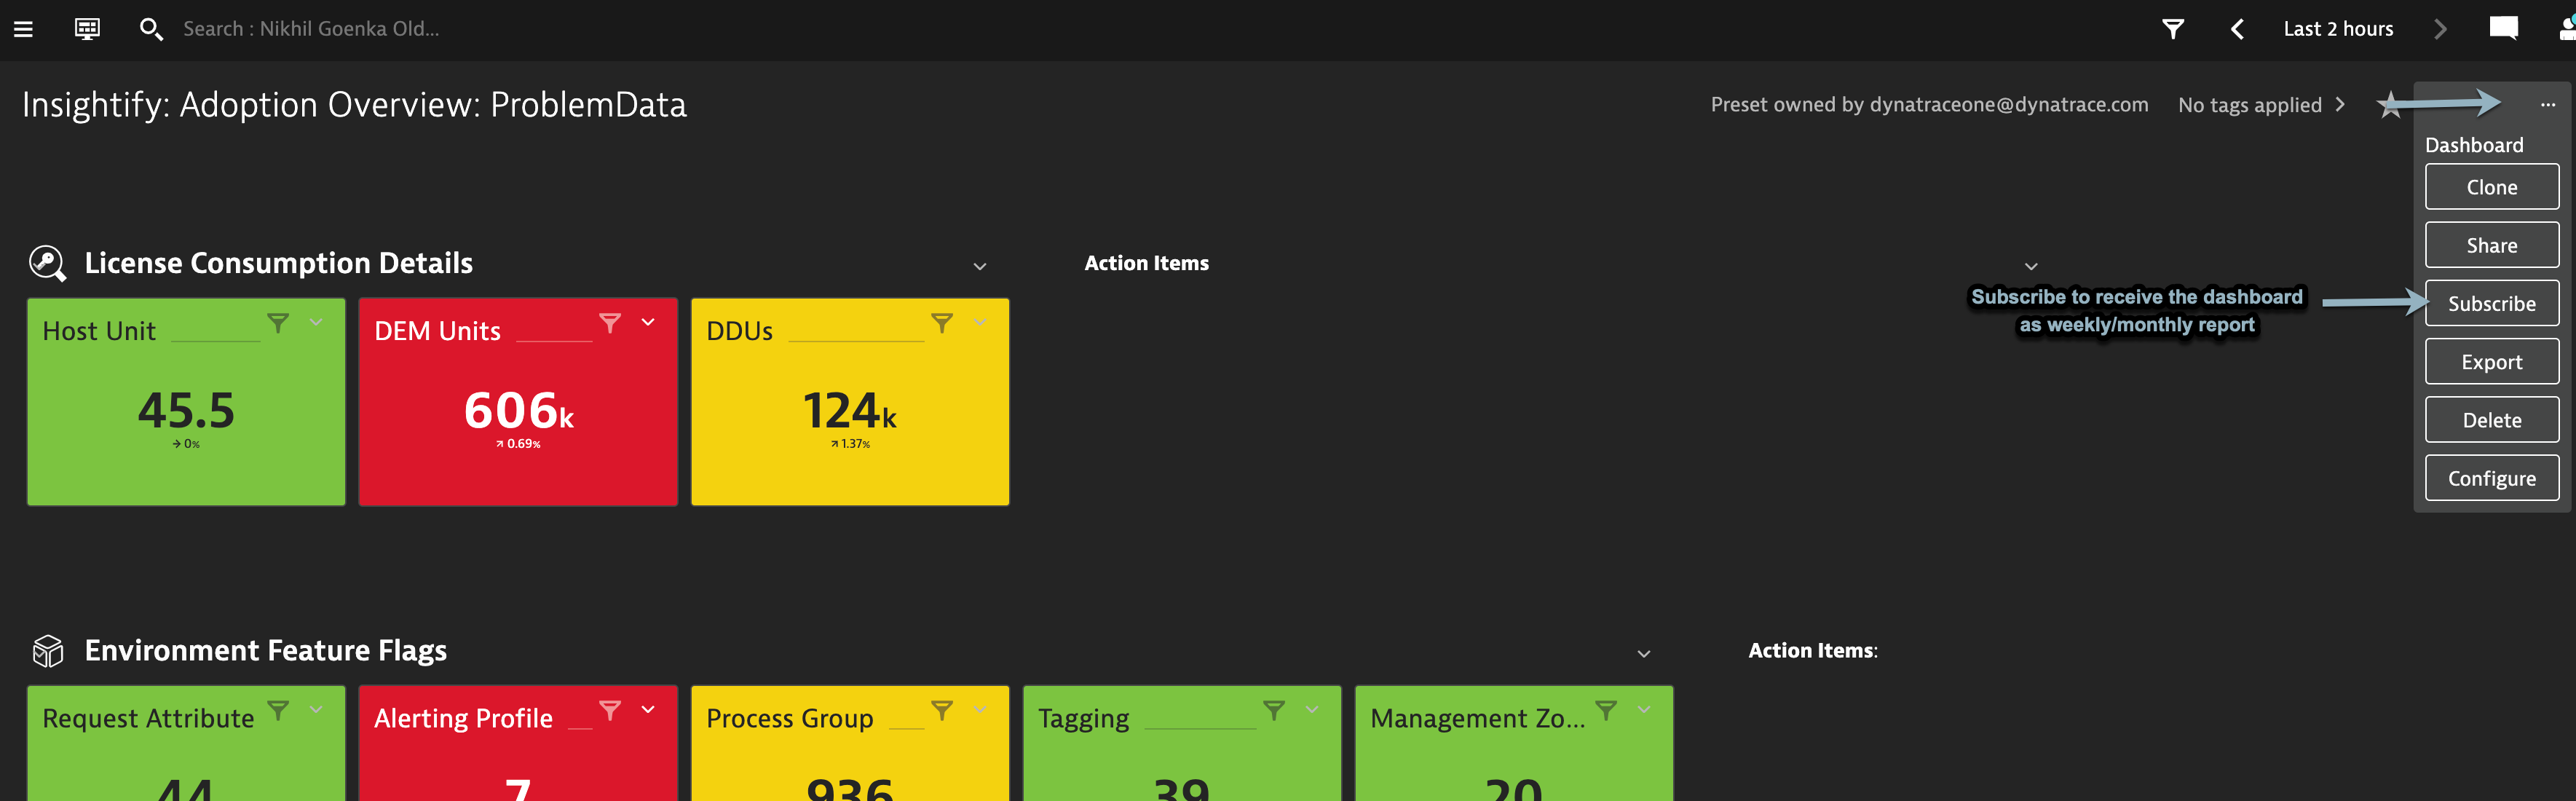 Search : Nikhil Goenka Old...
Last 2 hours
Insightify: Adoption Overview: ProblemData
Preset owned by dynatraceone@dynatrace.com
No tags applied
...
Dashboard
Clone
Share
Subscribe
Export
Delete
Configure
License Consumption Details
Action Items
Subscribe to receive the dashboard
as weekly/monthly report
Host Unit
45.5
0%
DEM Units
606k
0.69%
DDUs
124k
1.37%
Environment Feature Flags
Action Items:
Request Attribute
44
Alerting Profile
7
Process Group
936
Tagging
39
Management Zo...
20